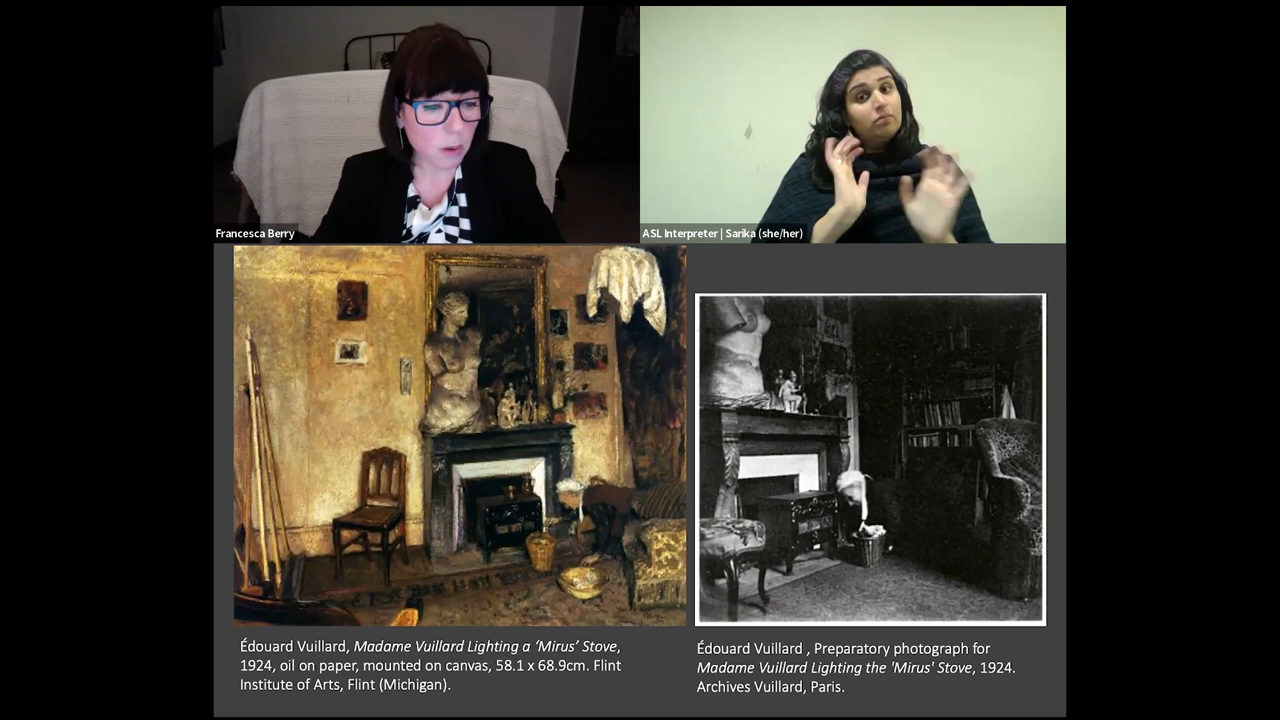 Francesca Berry
ASL Interpreter | Sarika (she/her)
Édouard Vuillard, Madame Vuillard Lighting a ‘Mirus’ Stove,
1924, oil on paper, mounted on canvas, 58.1 x 68.9cm. Flint
Institute of Arts, Flint (Michigan).
Édouard Vuillard , Preparatory photograph for
Madame Vuillard Lighting the 'Mirus' Stove, 1924.
Archives Vuillard, Paris.